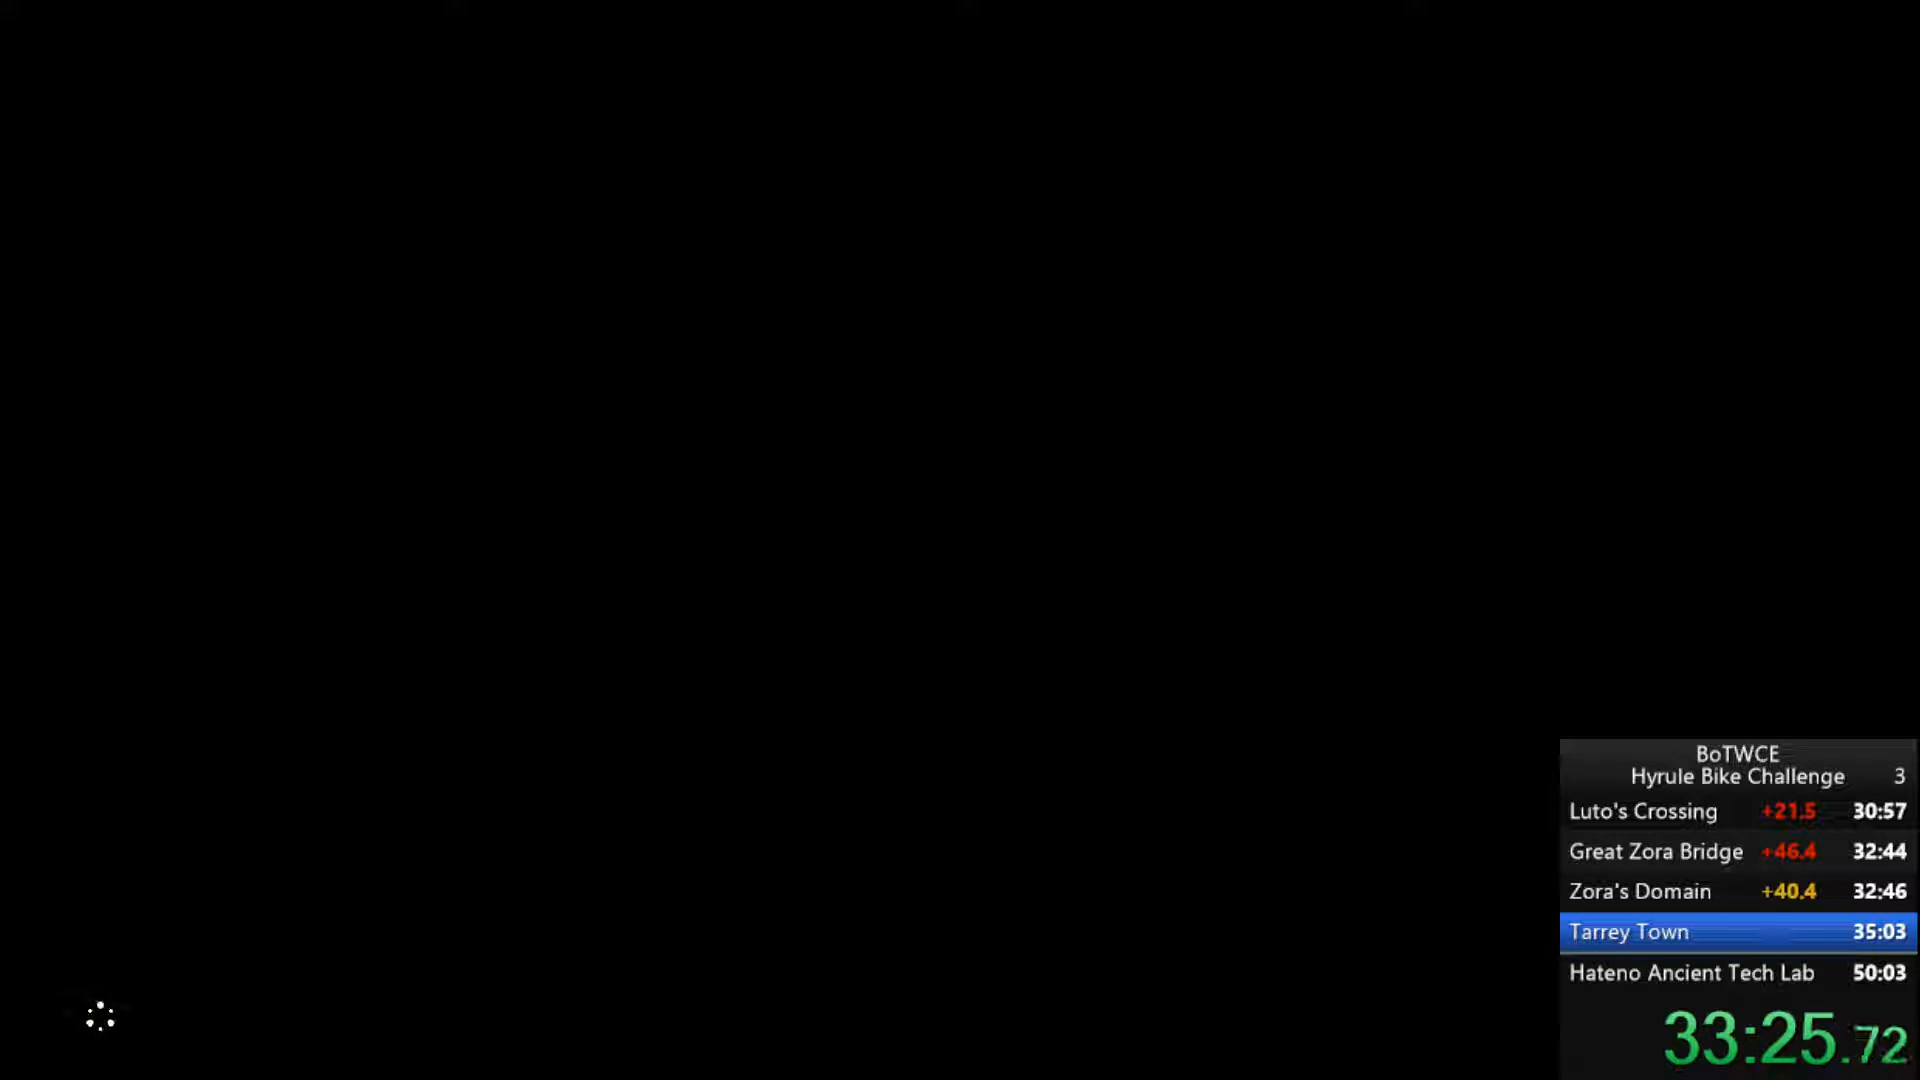 BoTWCE
Hyrule Bike Challenge 3
Luto's Crossing +21.5 30:57
Great Zora Bridge +46.4 32:44
Zora's Domain +40.4 32:46
Tarrey Town 35:03
Hateno Ancient Tech Lab 50:03
33:25.72